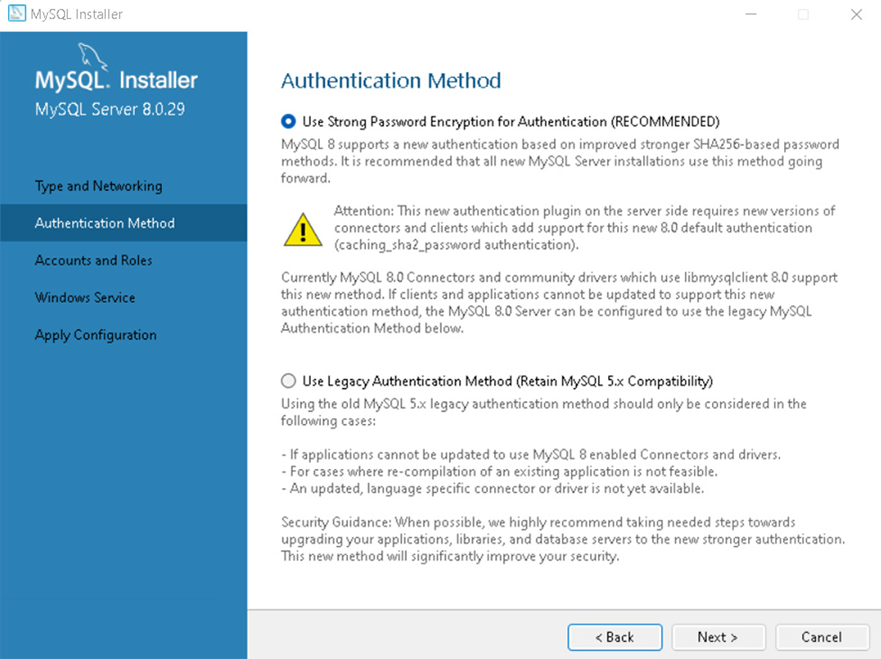 MySQL Installer
MySQL. Installer
MySQL Server 8.0.29
Type and Networking
Authentication Method
Accounts and Roles
Windows Service
Apply Configuration
Authentication Method
Use Strong Password Encryption for Authentication (RECOMMENDED)
MySQL 8 supports a new authentication based on improved stronger SHA256-based password
methods. It is recommended that all new MySQL Server installations use this method going
forward.
Attention: This new authentication plugin on the server side requires new versions of
connectors and clients which add support for this new 8.0 default authentication
(caching_sha2_password authentication).
Currently MySQL 8.0 Connectors and community drivers which use libmysqlclient 8.0 support
this new method. If clients and applications cannot be updated to support this new
authentication method, the MySQL 8.0 Server can be configured to use the legacy MySQL
Authentication Method below.
Use Legacy Authentication Method (Retain MySQL 5.x Compatibility)
Using the old MySQL 5.x legacy authentication method should only be considered in the
following cases:
- If applications cannot be updated to use MySQL 8 enabled Connectors and drivers.
- For cases where re-compilation of an existing application is not feasible.
- An updated, language specific connector or driver is not yet available.
Security Guidance: When possible, we highly recommend taking needed steps towards
upgrading your applications, libraries, and database servers to the new stronger authentication.
This new method will significantly improve your security.
< Back
Next >
Cancel